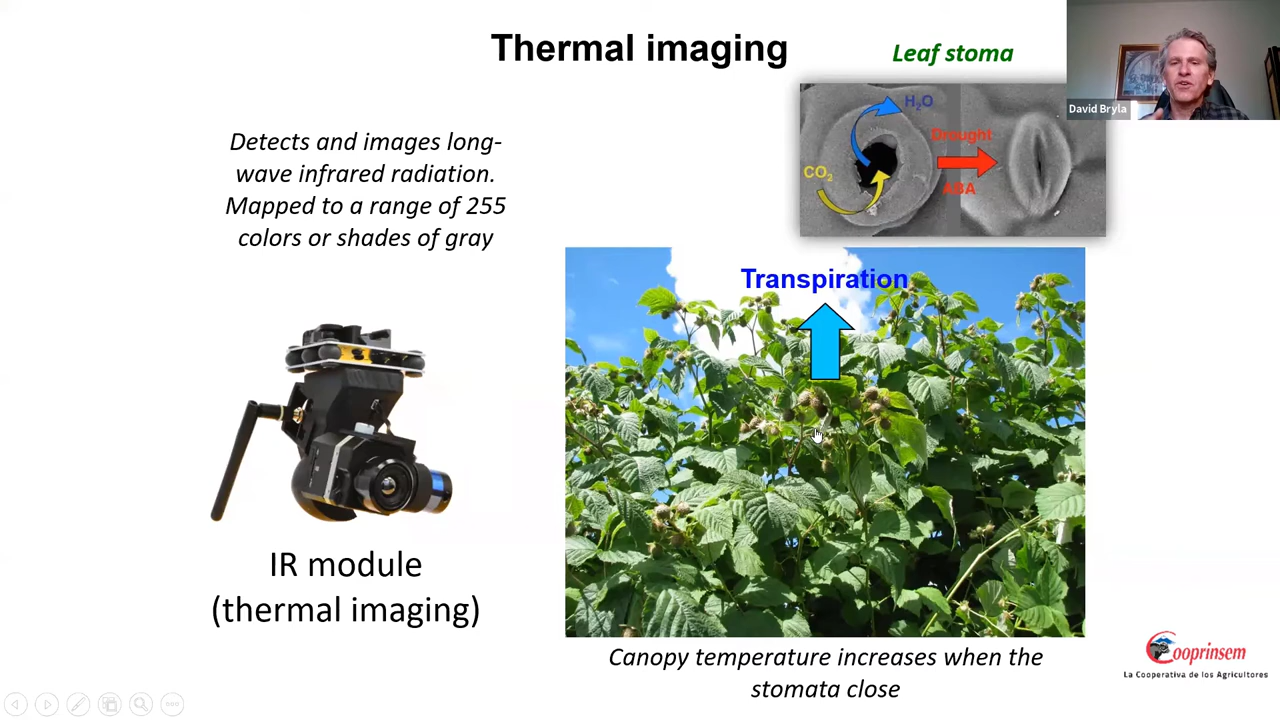 Thermal imaging
Leaf stoma
David Bryla
H₂O
Drought
CO₂
ABA
Detects and images long-
wave infrared radiation.
Mapped to a range of 255
colors or shades of gray
Transpiration
IR module
(thermal imaging)
Canopy temperature increases when the
stomata close
Cooprinsem
La Cooperativa de los Agricultores